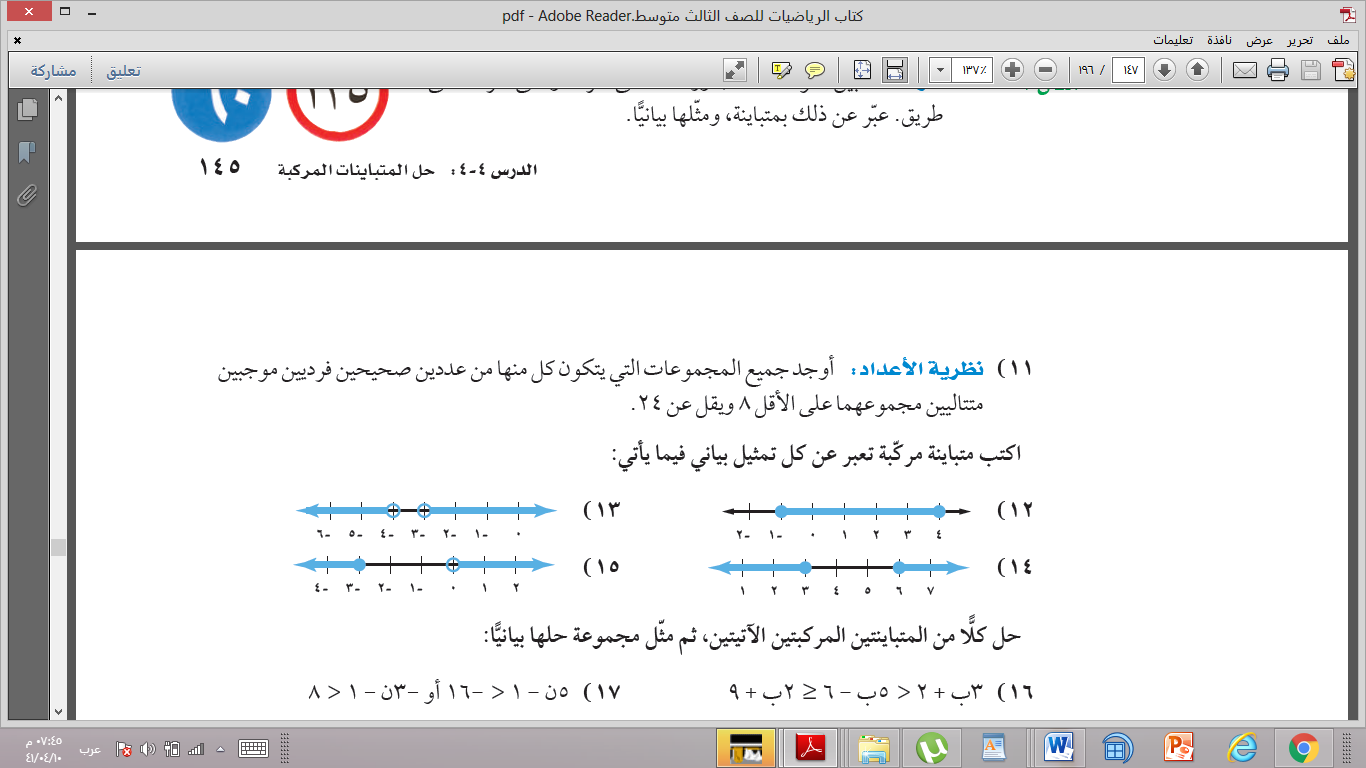 كتاب الرياضيات للصف الثالث متوسط.pdf - Adobe Reader
ملف تحرير عرض نافذة تعليمات
١٤٧ / ١٩٦ ١٣٧٪ تعليق مشاركة
طريق. عبّر عن ذلك بمتباينة، ومثّلها بيانيًّا.
الدرس ٤-٤: حل المتباينات المركبة ١٤٥
١١) نظرية الأعداد: أوجد جميع المجموعات التي يتكون كل منها من عددين صحيحين فرديين موجبين
متتاليين مجموعهما على الأقل ٨ ويقل عن ٢٤.
اكتب متباينة مركّبة تعبر عن كل تمثيل بياني فيما يأتي:
١٢) ١٣)
٤ ٣ ٢ ١ ٠ -١ -٢ ٠ -١ -٢ -٣ -٤ -٥ -٦
١٤) ١٥)
٧ ٦ ٥ ٤ ٣ ٢ ١ ٢ ١ ٠ -١ -٢ -٣ -٤
حل كلًّا من المتباينتين المركبتين الآتيتين، ثم مثّل مجموعة حلها بيانيًّا:
١٦) ٣ب + ٢ > ٥ب - ٦ ≤ ٢ب + ٩ ١٧) ٥ن - ١ > -١٦ أو -٣ن - ١ > ٨
عرب ٠٧:٤٥ م
٤١/٠٤/١٠